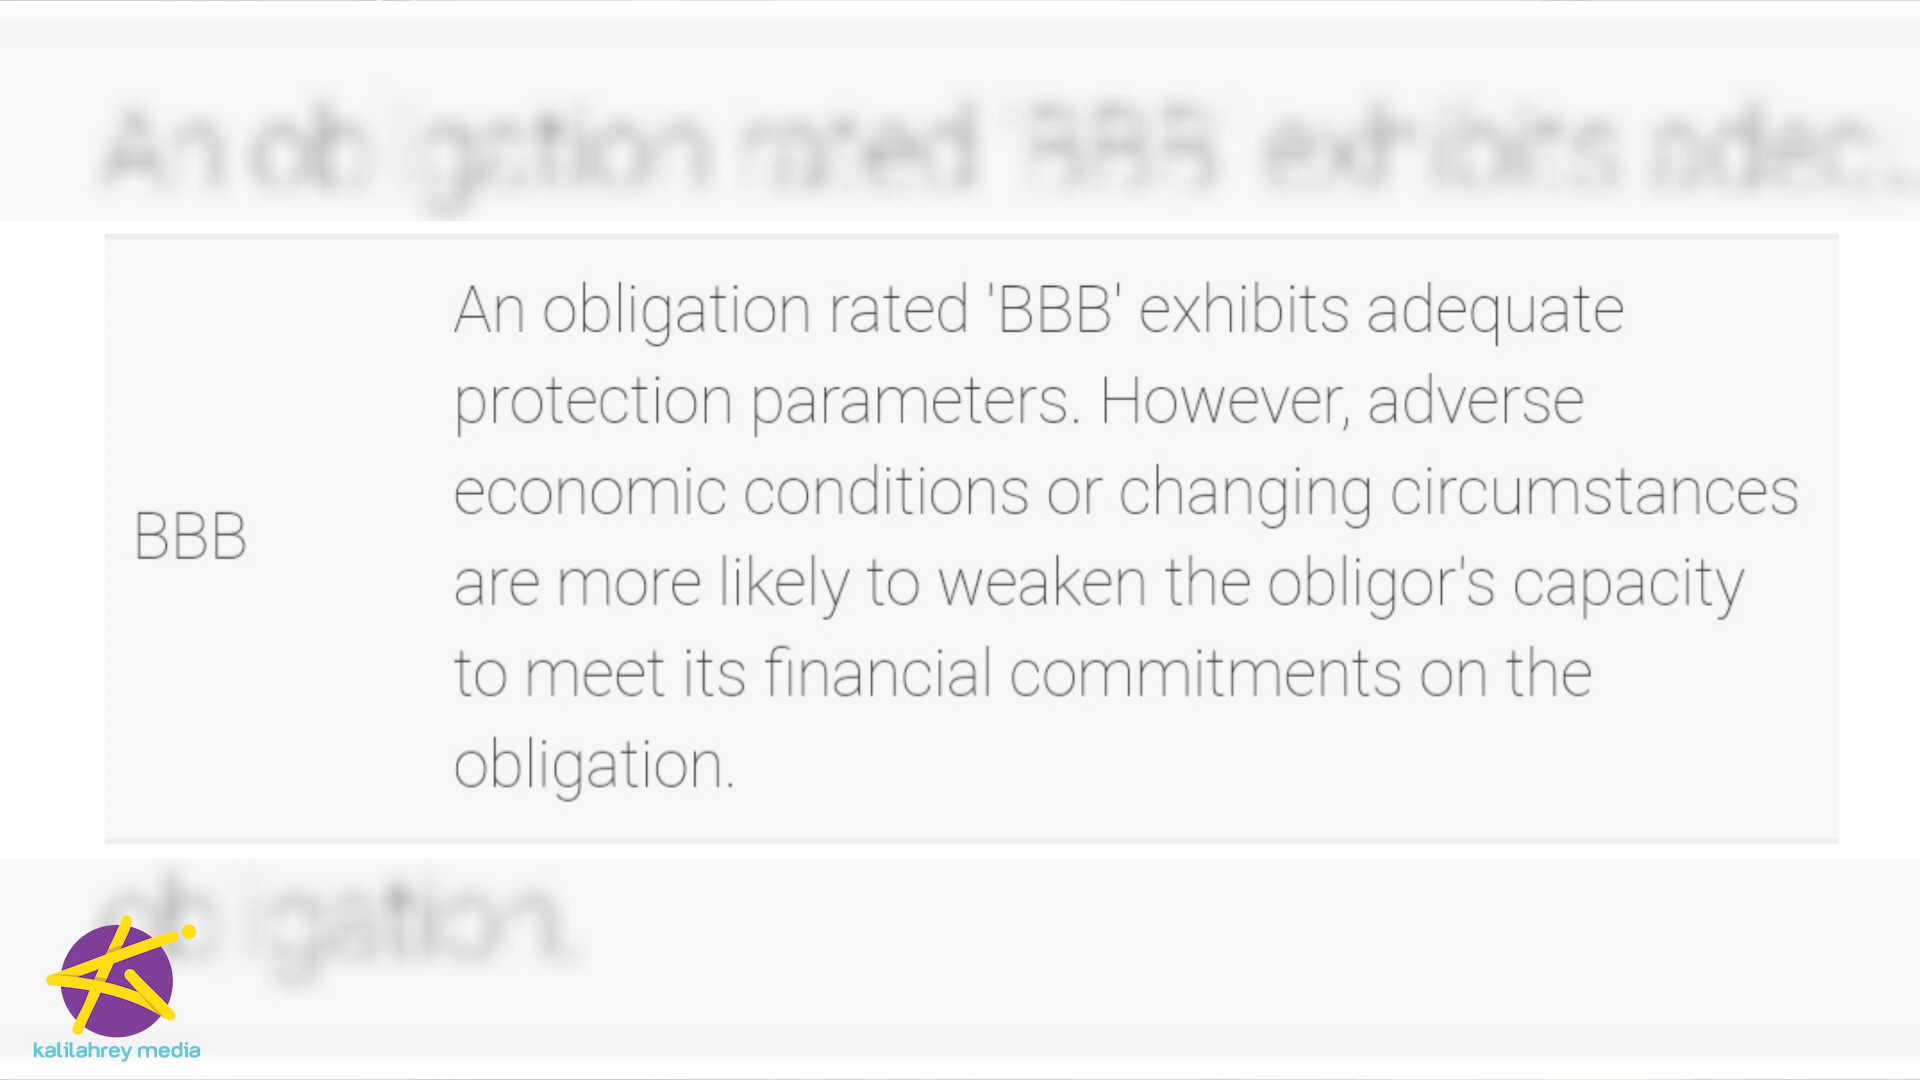 An obligation rated 'BBB' exhibits adequate
protection parameters. However, adverse
economic conditions or changing circumstances
BBB
are more likely to weaken the obligor's capacity
to meet its financial commitments on the
obligation.
kalilahrey media